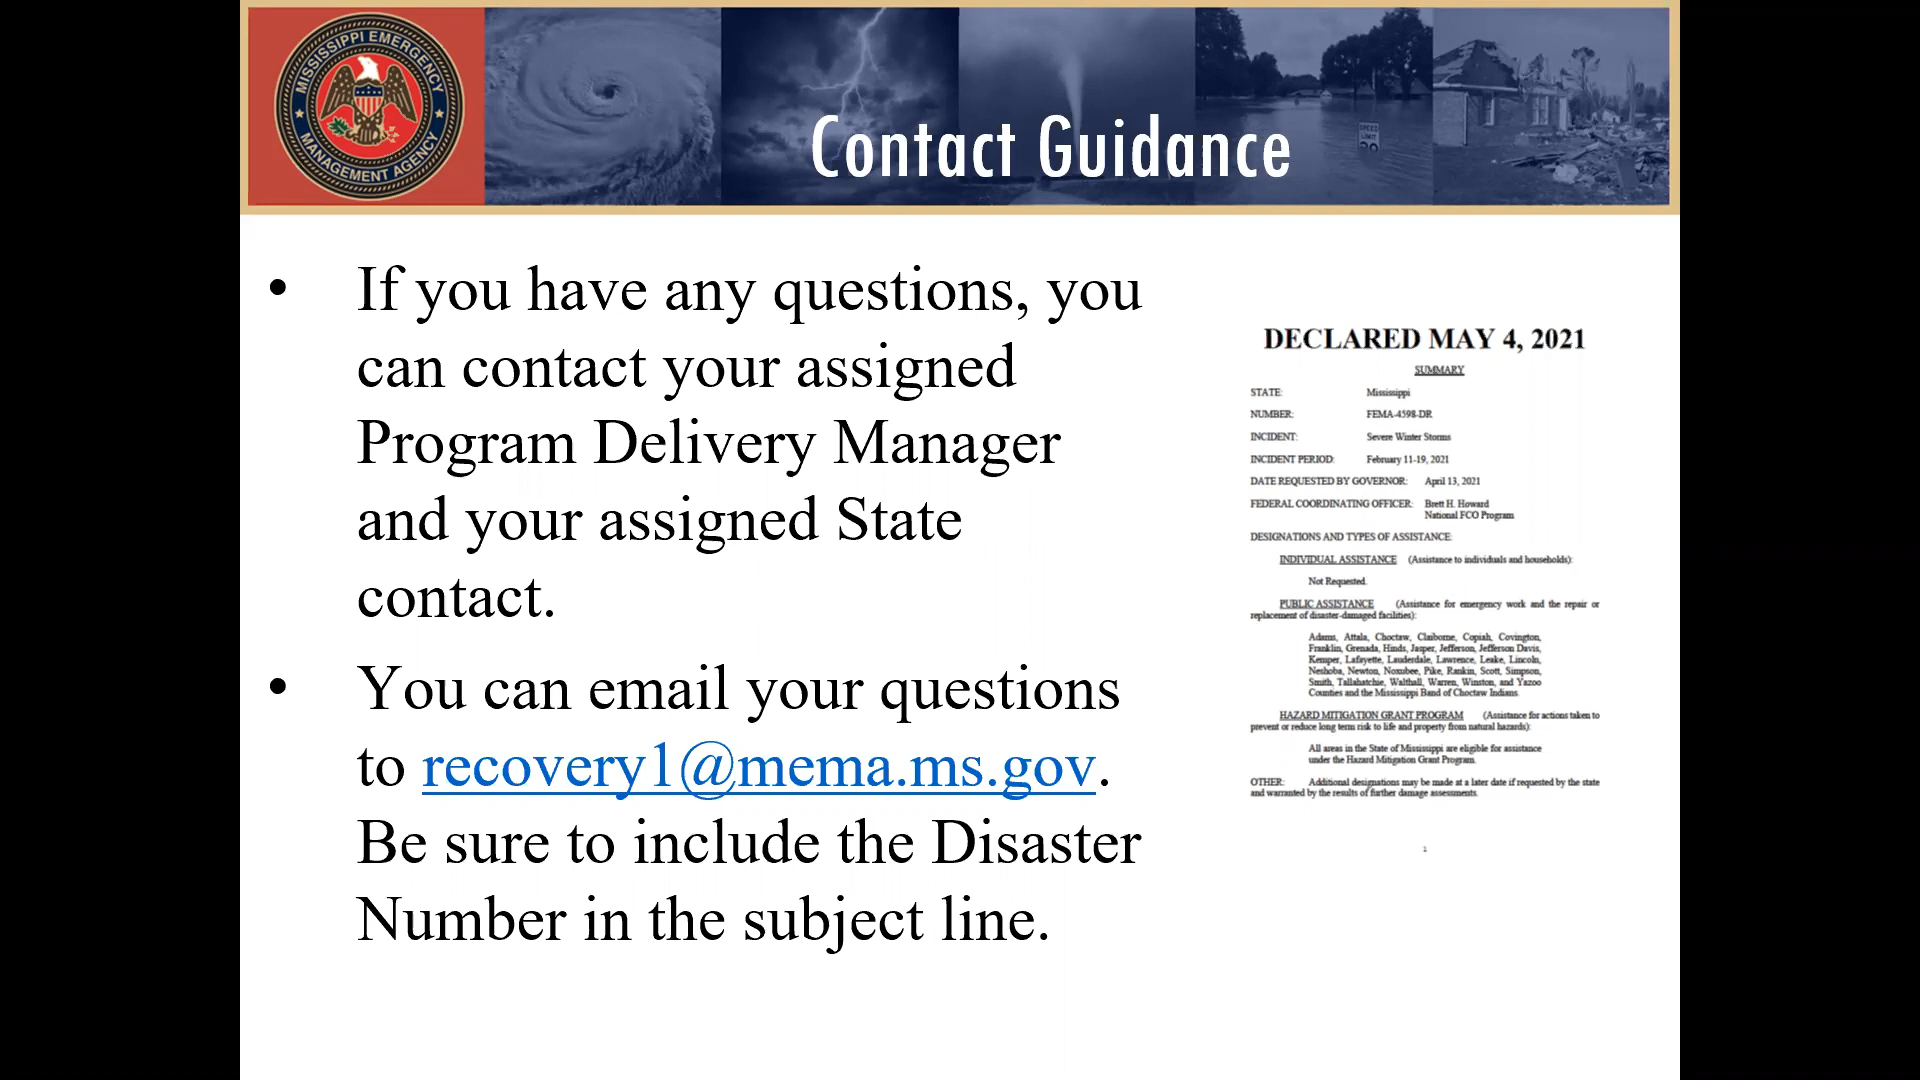 MISSISSIPPI EMERGENCY
MANAGEMENT AGENCY
SPEED
LIMIT
Contact Guidance
• If you have any questions, you
can contact your assigned
Program Delivery Manager
and your assigned State
contact.
• You can email your questions
to recovery1@mema.ms.gov.
Be sure to include the Disaster
Number in the subject line.
DECLARED MAY 4, 2021
SUMMARY
STATE: Mississippi
NUMBER: FEMA-4598-DR
INCIDENT: Severe Winter Storms
INCIDENT PERIOD: February 11-19, 2021
DATE REQUESTED BY GOVERNOR: April 13, 2021
FEDERAL COORDINATING OFFICER: Brett H. Howard
National FCO Program
DESIGNATIONS AND TYPES OF ASSISTANCE:
INDIVIDUAL ASSISTANCE (Assistance to individuals and households):
Not Requested.
PUBLIC ASSISTANCE (Assistance for emergency work and the repair or
replacement of disaster-damaged facilities):
Adams, Attala, Choctaw, Claiborne, Copiah, Covington,
Franklin, Grenada, Hinds, Jasper, Jefferson, Jefferson Davis,
Kemper, Lafayette, Lauderdale, Lawrence, Leake, Lincoln,
Neshoba, Newton, Noxubee, Pike, Rankin, Scott, Simpson,
Smith, Tallahatchie, Walthall, Warren, Winston, and Yazoo
Counties and the Mississippi Band of Choctaw Indians.
HAZARD MITIGATION GRANT PROGRAM (Assistance for actions taken to
prevent or reduce long term risk to life and property from natural hazards):
All areas in the State of Mississippi are eligible for assistance
under the Hazard Mitigation Grant Program.
OTHER: Additional designations may be made at a later date if requested by the state
and warranted by the results of further damage assessments.